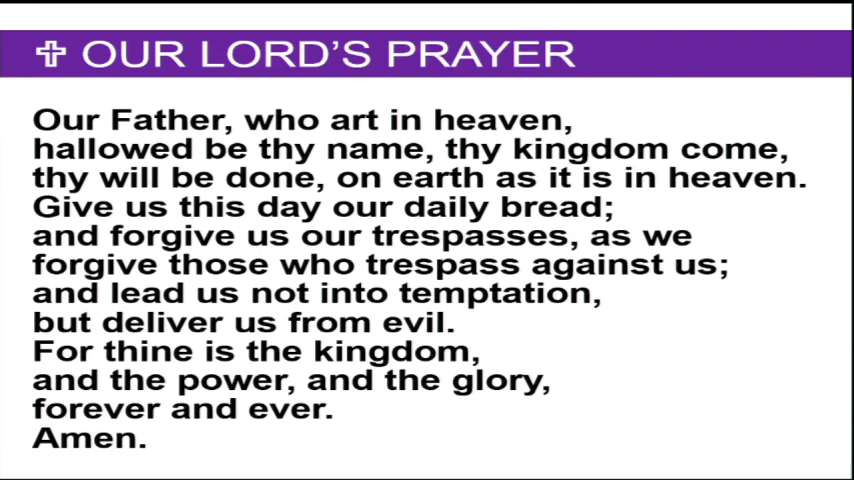 ✞ OUR LORD’S PRAYER
Our Father, who art in heaven,
hallowed be thy name, thy kingdom come,
thy will be done, on earth as it is in heaven.
Give us this day our daily bread;
and forgive us our trespasses, as we
forgive those who trespass against us;
and lead us not into temptation,
but deliver us from evil.
For thine is the kingdom,
and the power, and the glory,
forever and ever.
Amen.